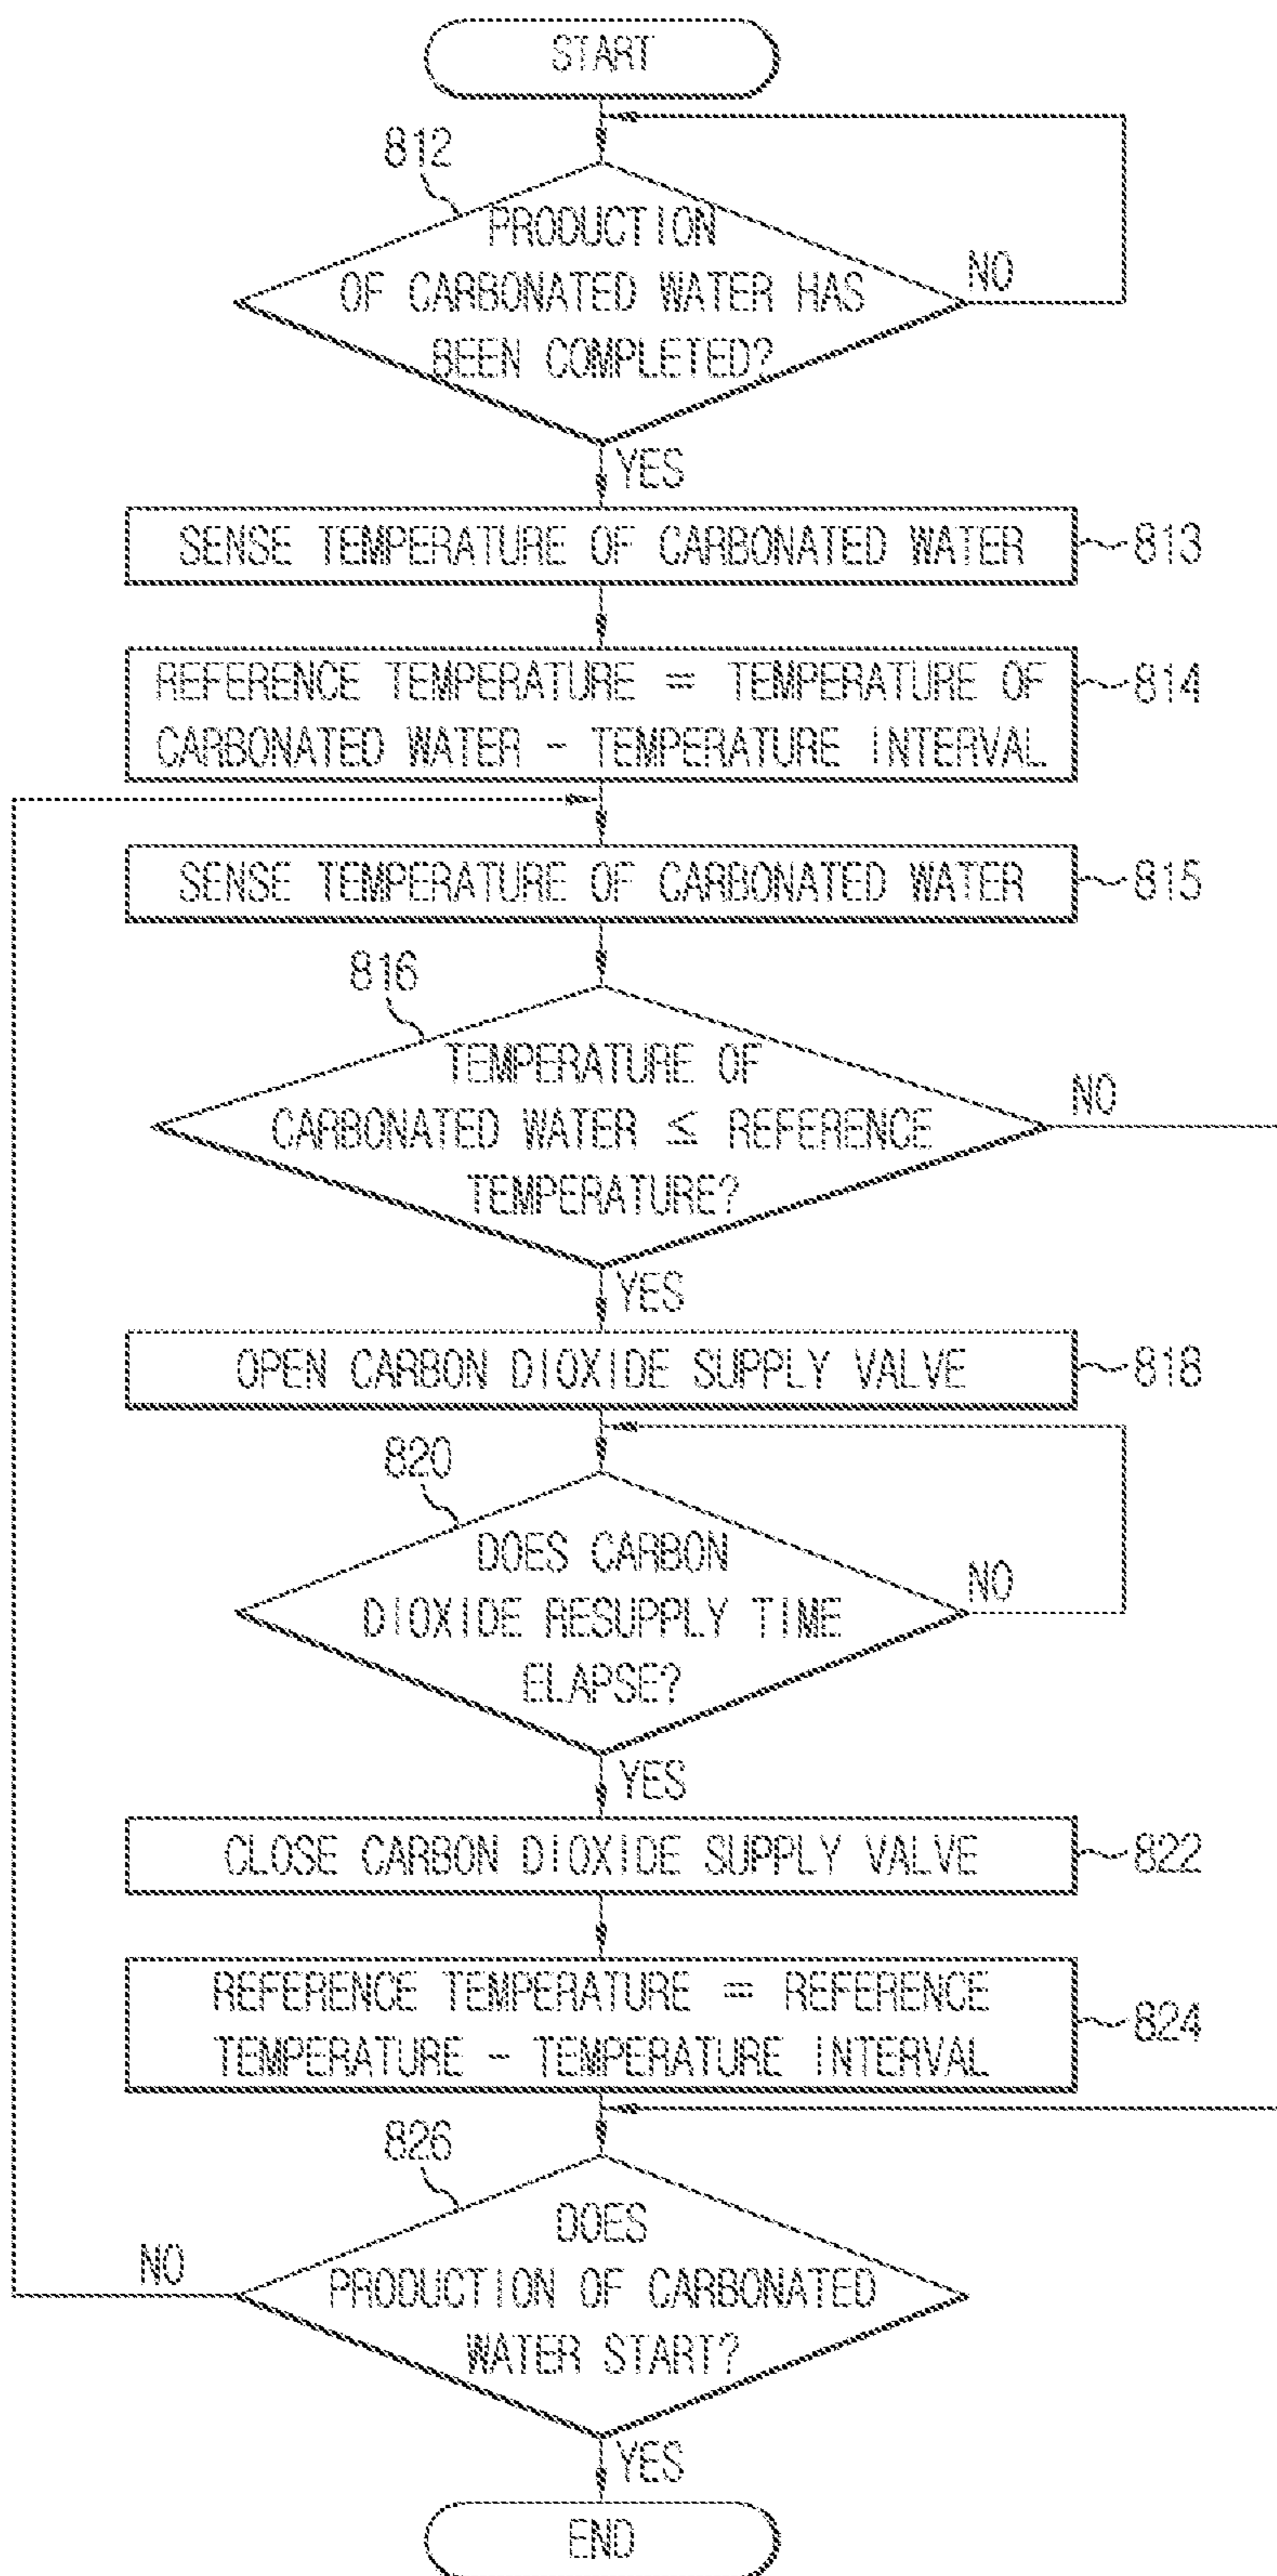 START
812
PRODUCTION
OF CARBONATED WATER HAS
BEEN COMPLETED?
NO
YES
SENSE TEMPERATURE OF CARBONATED WATER
813
REFERENCE TEMPERATURE = TEMPERATURE OF
CARBONATED WATER - TEMPERATURE INTERVAL
814
SENSE TEMPERATURE OF CARBONATED WATER
815
816
TEMPERATURE OF
CARBONATED WATER ≤ REFERENCE
TEMPERATURE?
NO
YES
OPEN CARBON DIOXIDE SUPPLY VALVE
818
820
DOES CARBON
DIOXIDE RESUPPLY TIME
ELAPSE?
NO
YES
CLOSE CARBON DIOXIDE SUPPLY VALVE
822
REFERENCE TEMPERATURE = REFERENCE
TEMPERATURE - TEMPERATURE INTERVAL
824
826
DOES
PRODUCTION OF CARBONATED
WATER START?
NO
YES
END